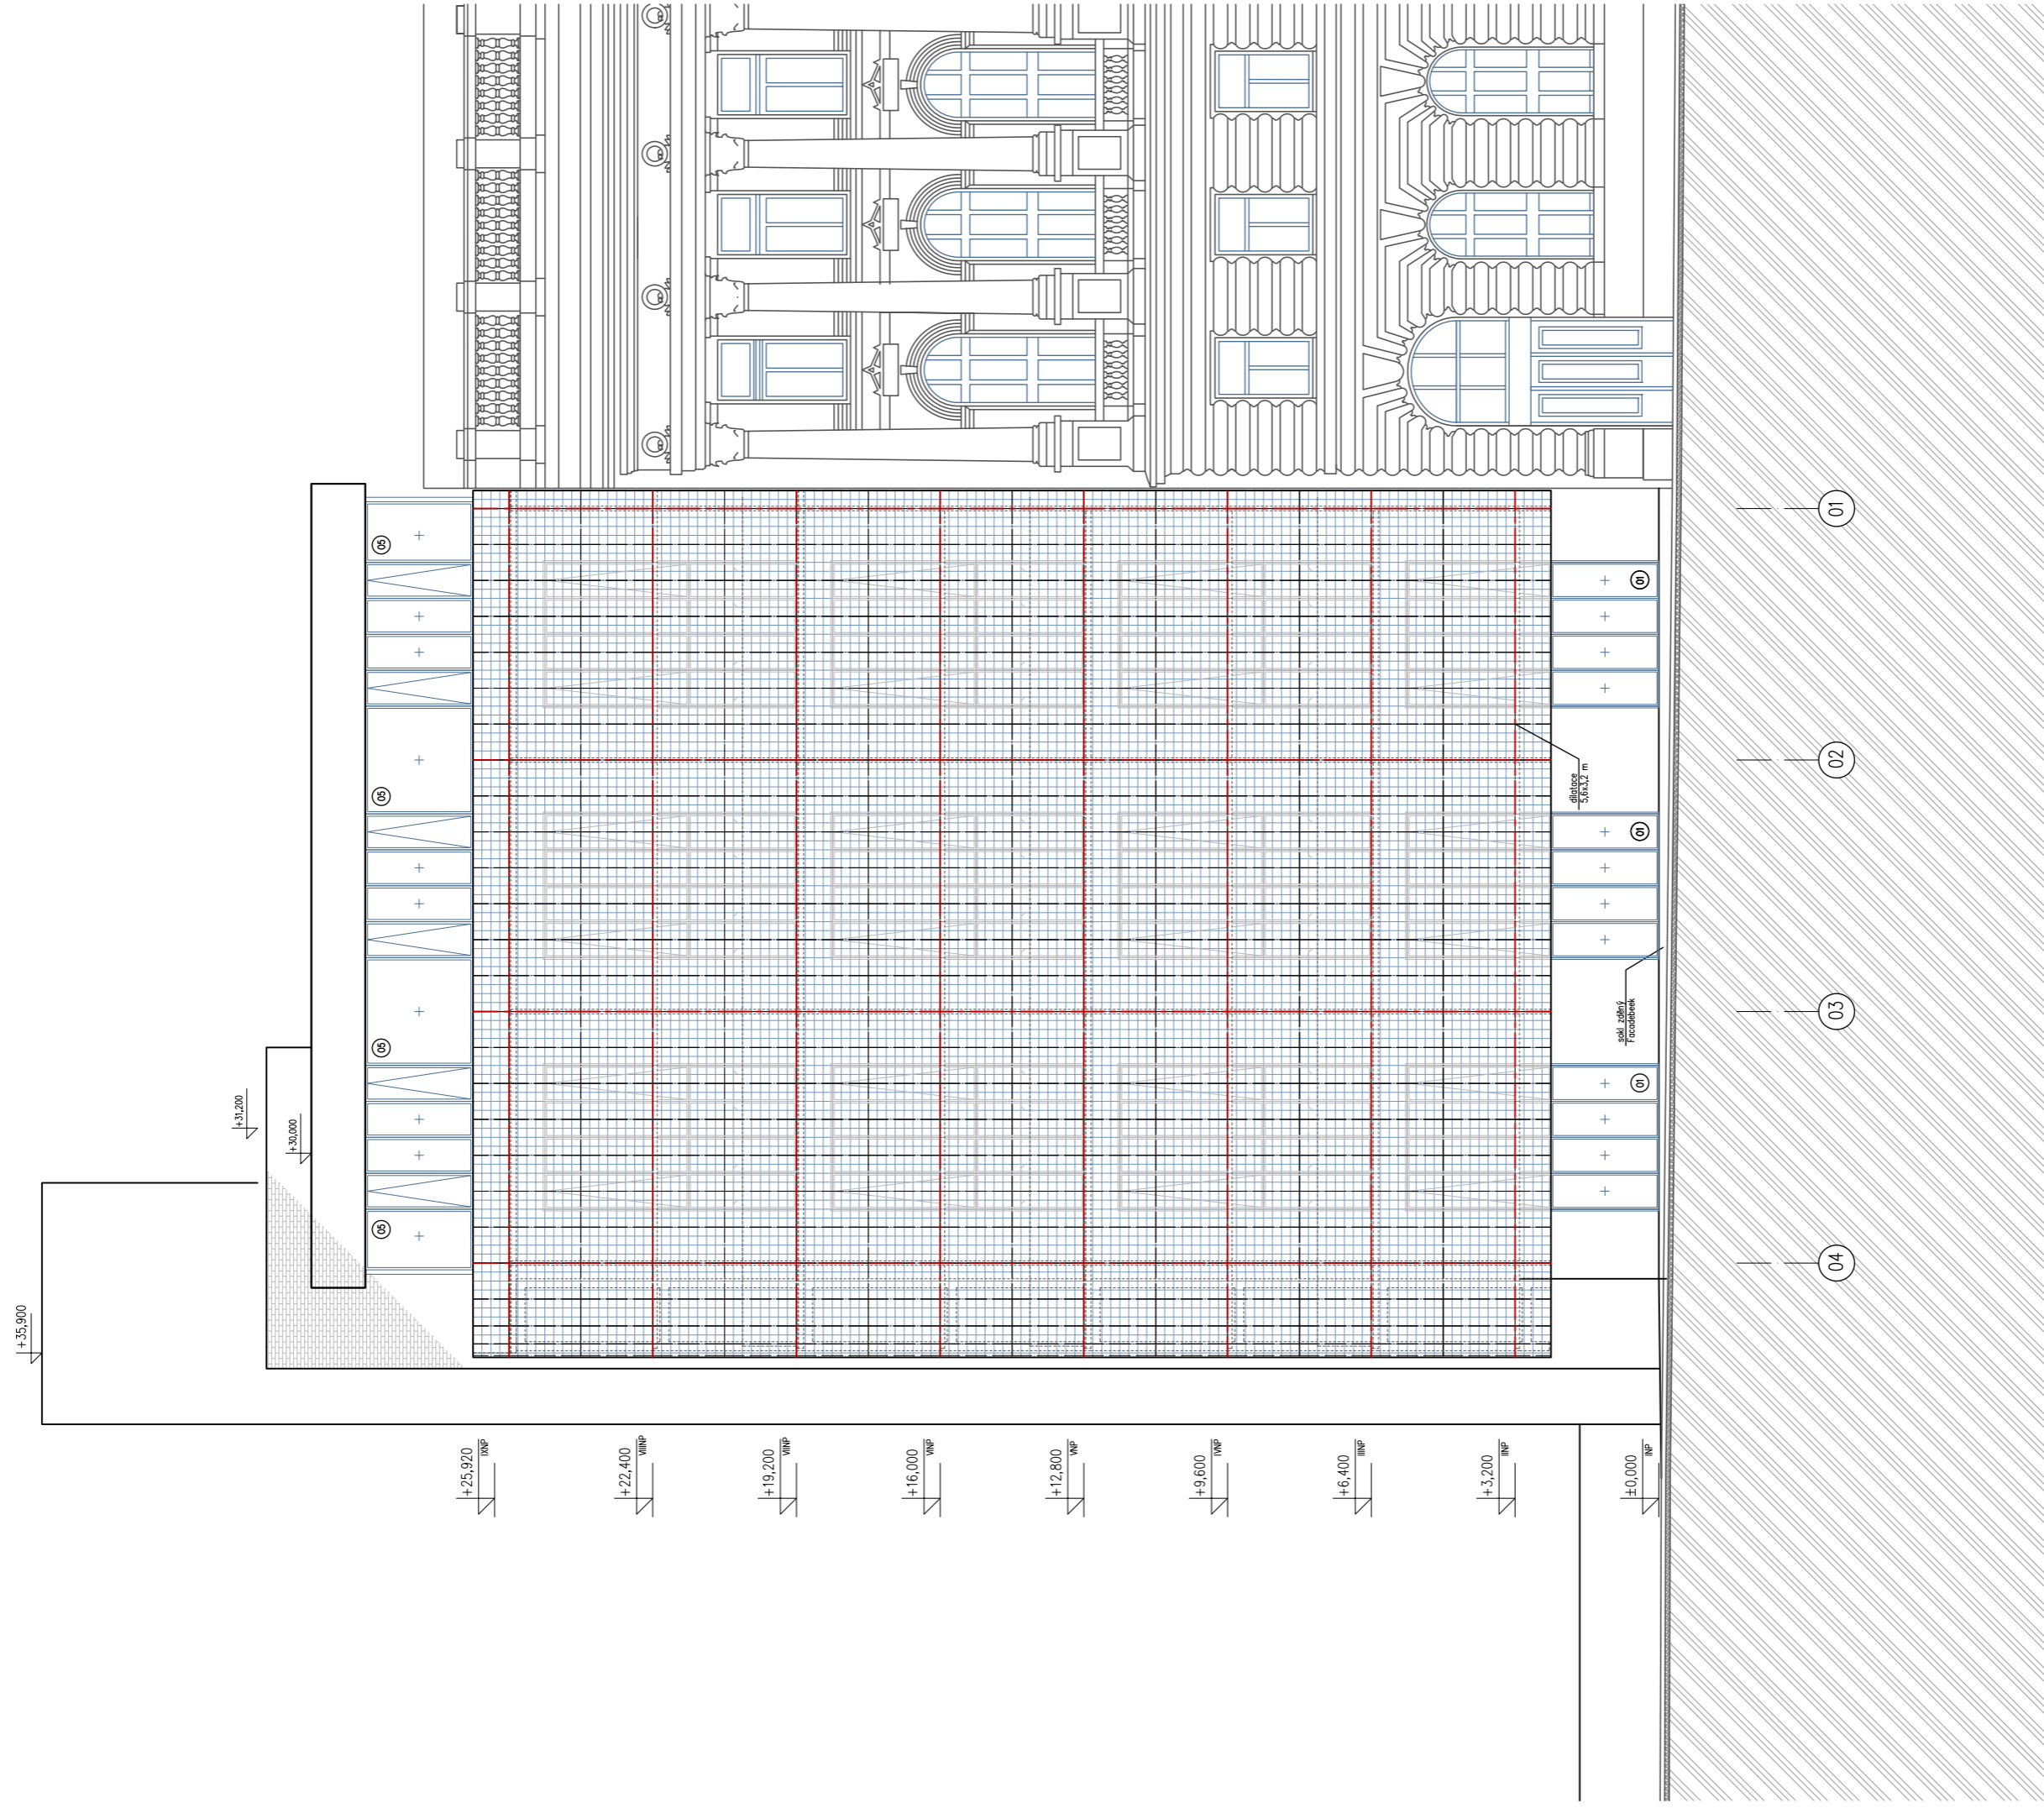 +35,900
+31,200
+30,000
05
05
05
05
+25,920
IXNP
+22,400
VIIINP
+19,200
VIINP
+16,000
VINP
+12,800
VNP
+9,600
IVNP
+6,400
IIINP
+3,200
IINP
±0,000
INP
dilatace
5,6x3,2 m
01
01
01
sokl zděný
Facadebeek
01
02
03
04